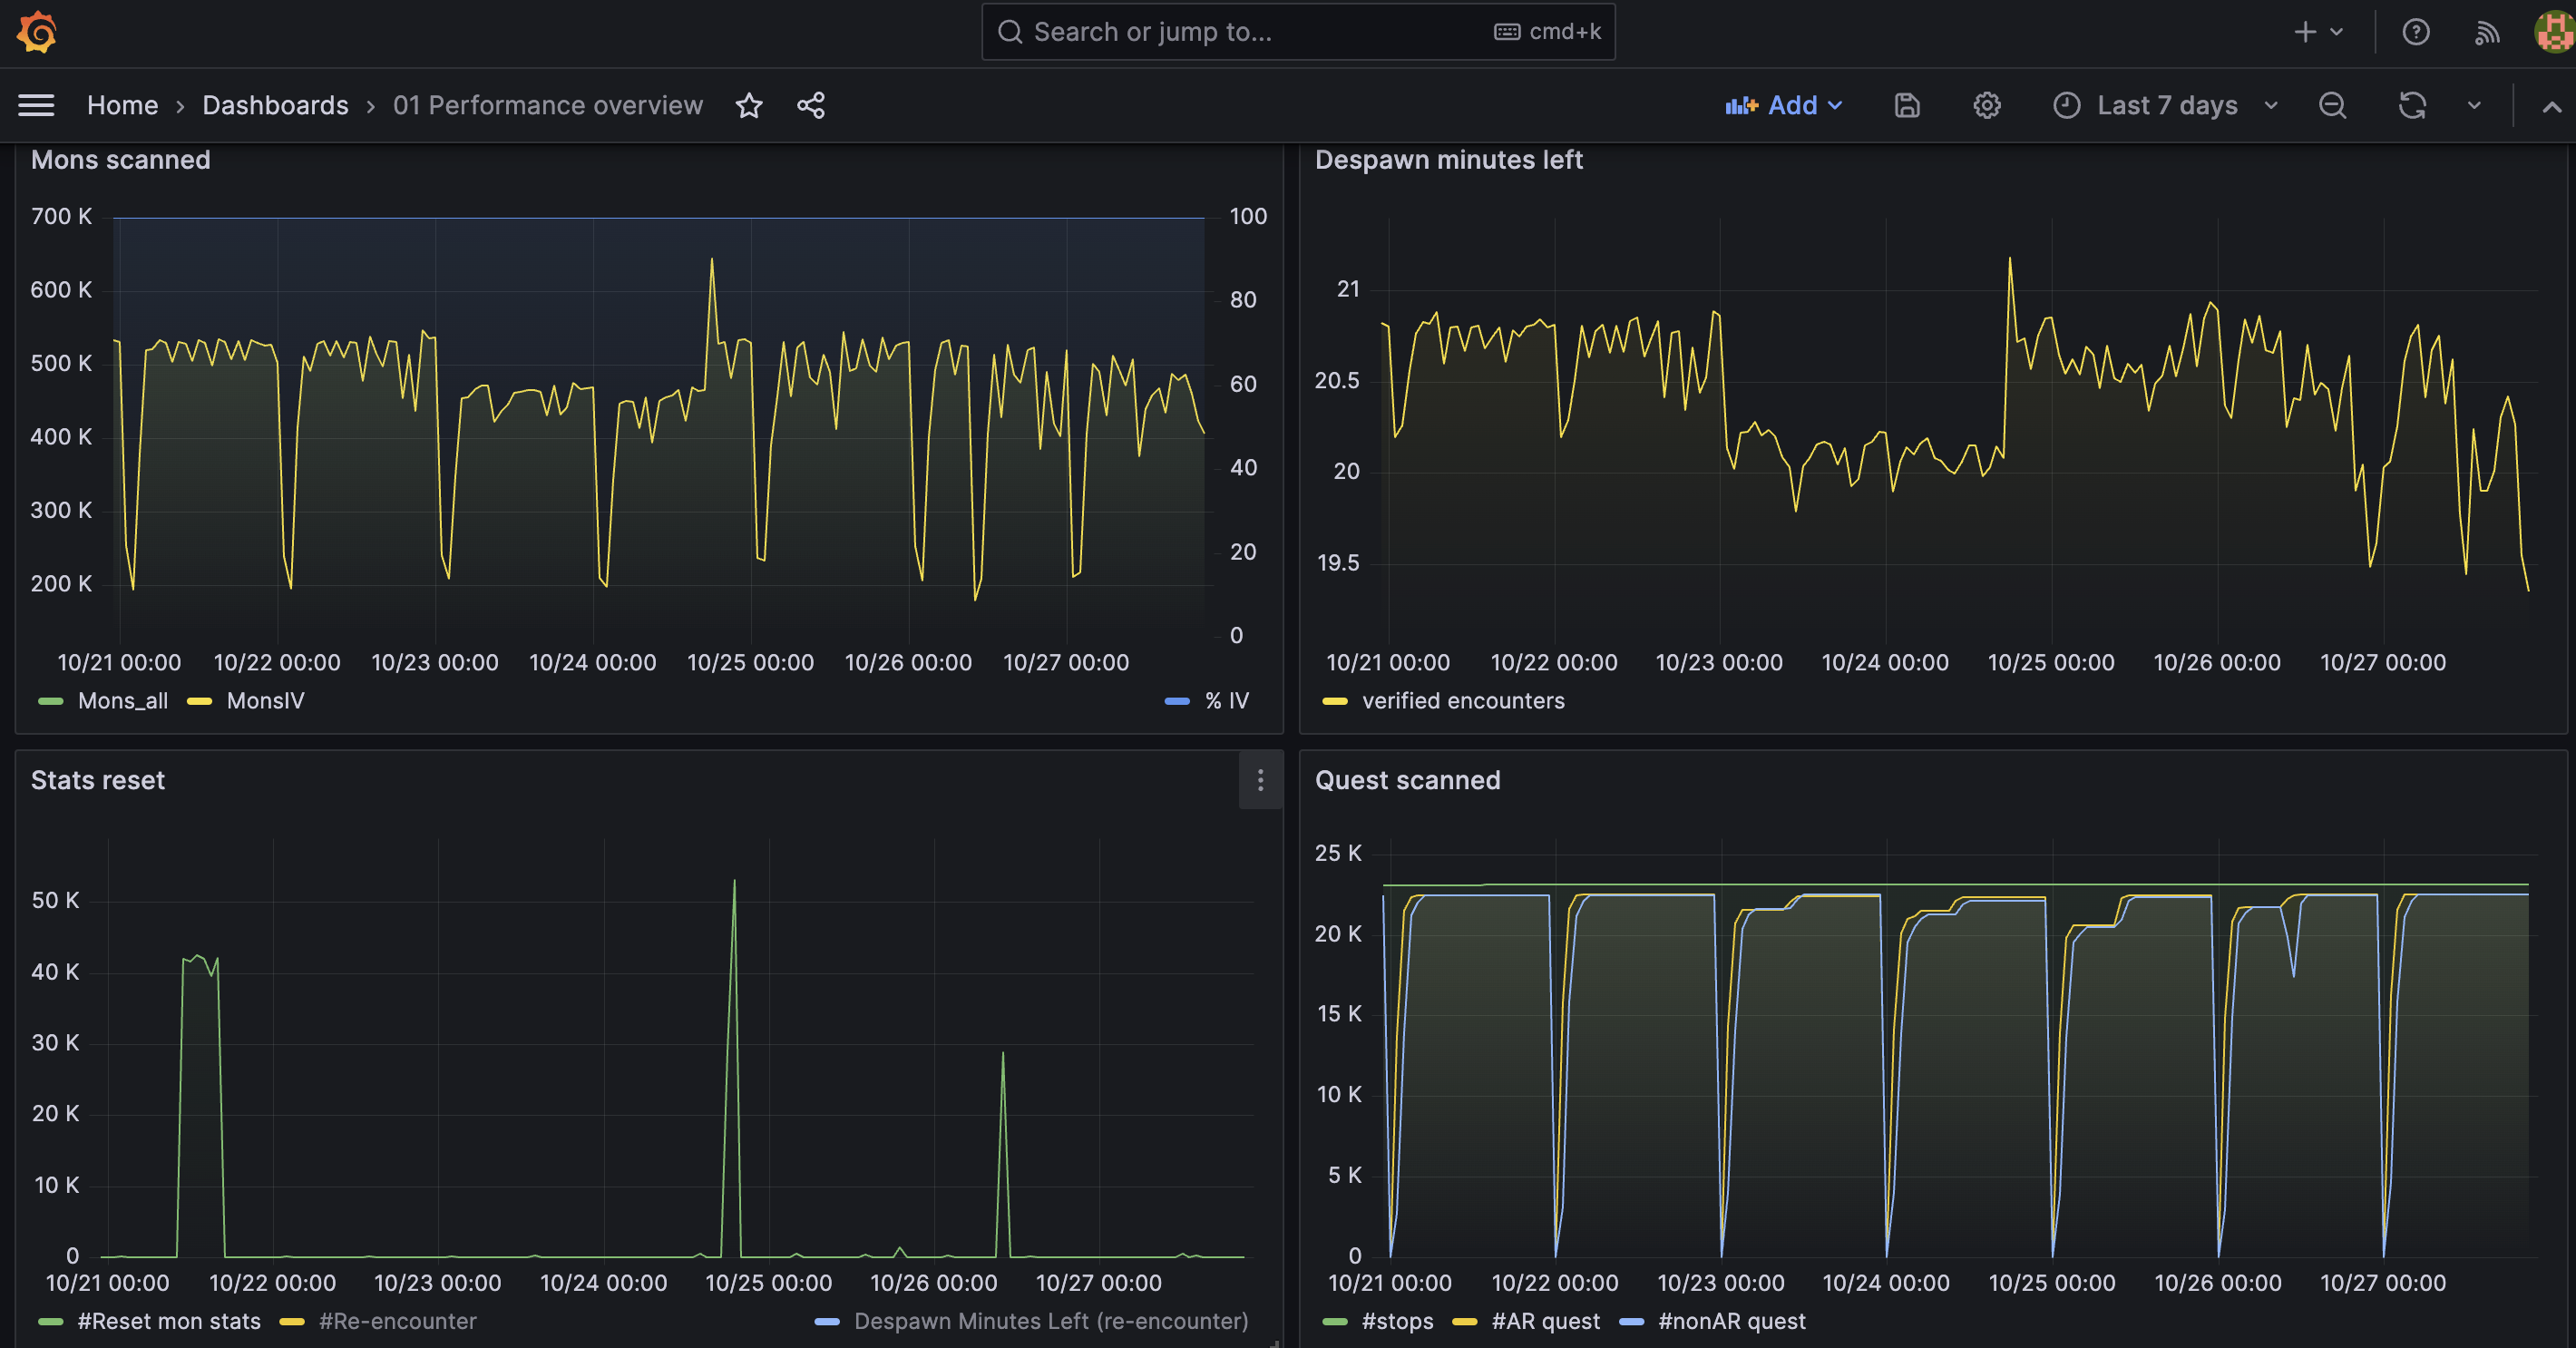 Search or jump to...
cmd+k
Home › Dashboards › 01 Performance overview
Add
Last 7 days
Mons scanned
700 K
600 K
500 K
400 K
300 K
200 K
100
80
60
40
20
0
10/21 00:00 10/22 00:00 10/23 00:00 10/24 00:00 10/25 00:00 10/26 00:00 10/27 00:00
Mons_all MonsIV % IV
Despawn minutes left
21
20.5
20
19.5
10/21 00:00 10/22 00:00 10/23 00:00 10/24 00:00 10/25 00:00 10/26 00:00 10/27 00:00
verified encounters
Stats reset
50 K
40 K
30 K
20 K
10 K
0
10/21 00:00 10/22 00:00 10/23 00:00 10/24 00:00 10/25 00:00 10/26 00:00 10/27 00:00
#Reset mon stats #Re-encounter Despawn Minutes Left (re-encounter)
Quest scanned
25 K
20 K
15 K
10 K
5 K
0
10/21 00:00 10/22 00:00 10/23 00:00 10/24 00:00 10/25 00:00 10/26 00:00 10/27 00:00
#stops #AR quest #nonAR quest